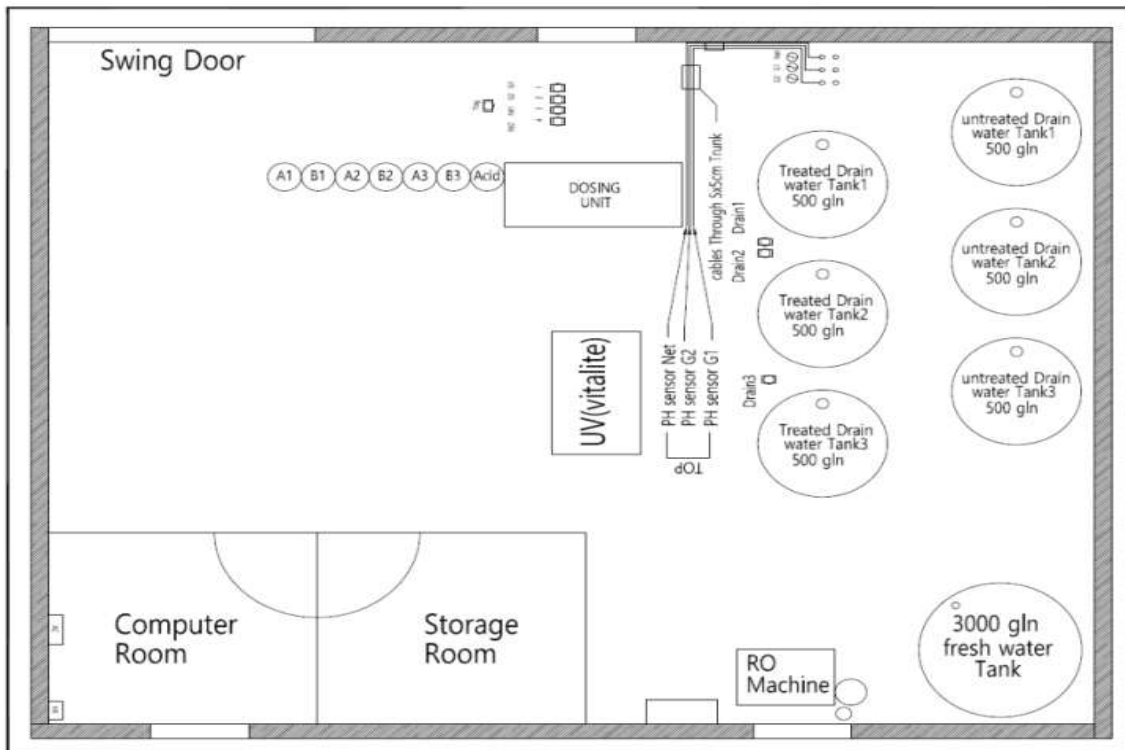 Swing Door
1
2
3
4
A1
B1
A2
B2
A3
B3
Acid
DOSING
UNIT
cables Through 5x5cm Trunk
Drain1
Drain2
Drain3
PH sensor Net
PH sensor G2
PH sensor G1
TOP
UV(vitalite)
Treated Drain
water Tank1
500 gln
Treated Drain
water Tank2
500 gln
Treated Drain
water Tank3
500 gln
untreated Drain
water Tank1
500 gln
untreated Drain
water Tank2
500 gln
untreated Drain
water Tank3
500 gln
Computer
Room
Storage
Room
RO
Machine
3000 gln
fresh water
Tank